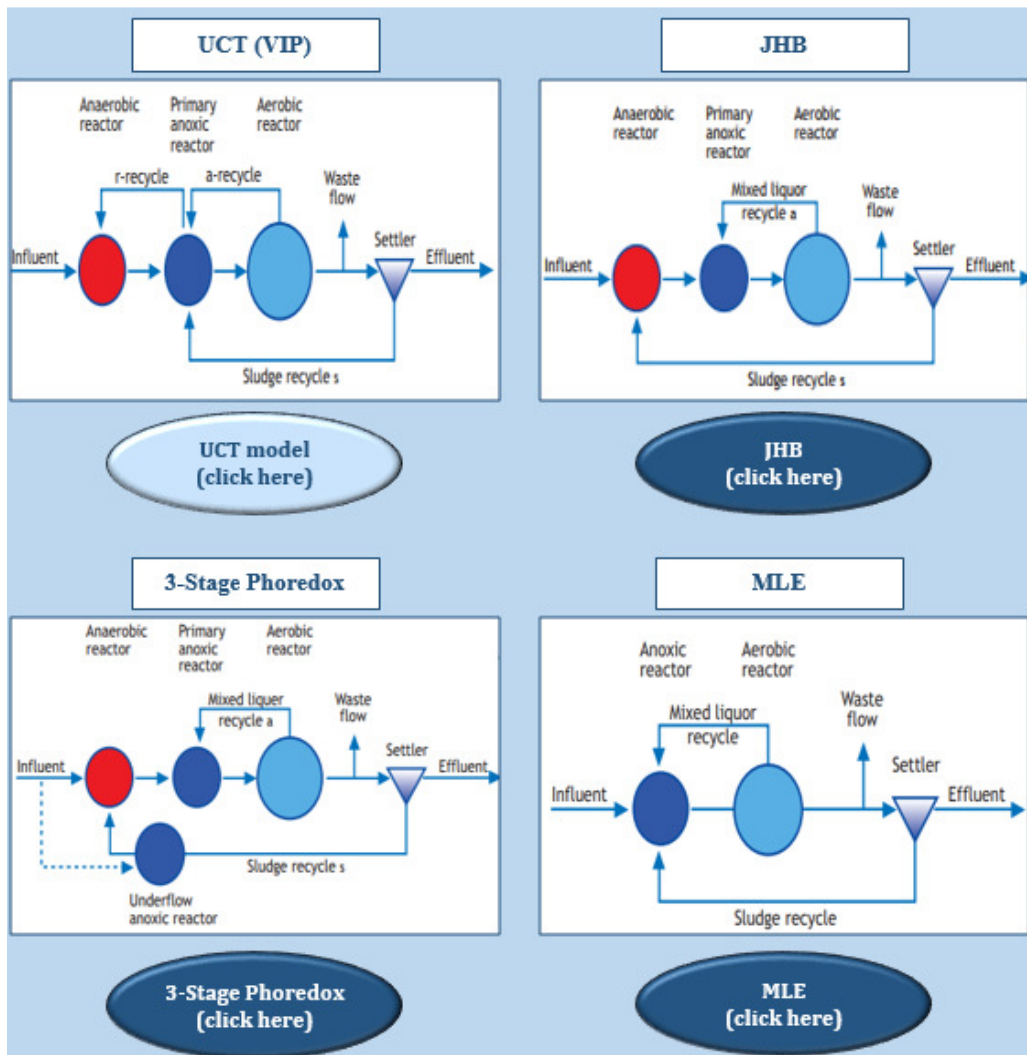 UCT (VIP)
Anaerobic
reactor
Primary
anoxic
reactor
Aerobic
reactor
r-recycle
a-recycle
Waste
flow
Settler
Influent
Effluent
Sludge recycle s
UCT model
(click here)
JHB
Anaerobic
reactor
Primary
anoxic
reactor
Aerobic
reactor
Mixed liquor
recycle a
Waste
flow
Settler
Influent
Effluent
Sludge recycle s
JHB
(click here)
3-Stage Phoredox
Anaerobic
reactor
Primary
anoxic
reactor
Aerobic
reactor
Mixed liquer
recycle a
Waste
flow
Settler
Influent
Effluent
Sludge recycle s
Underflow
anoxic reactor
3-Stage Phoredox
(click here)
MLE
Anoxic
reactor
Aerobic
reactor
Mixed liquor
recycle
Waste
flow
Settler
Influent
Effluent
Sludge recycle
MLE
(click here)